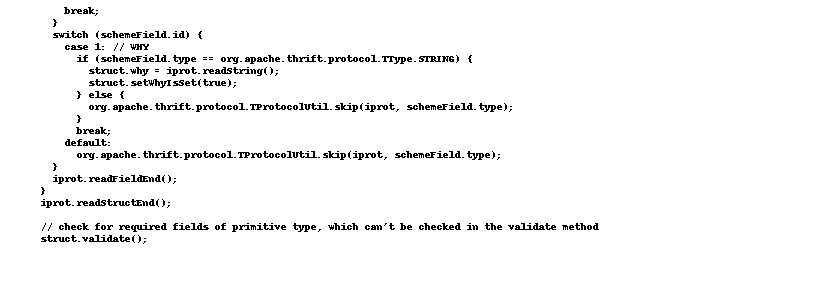 break;
}
switch (schemeField.id) {
case 1: // WHY
if (schemeField.type == org.apache.thrift.protocol.TType.STRING) {
struct.why = iprot.readString();
struct.setWhyIsSet(true);
} else {
org.apache.thrift.protocol.TProtocolUtil.skip(iprot, schemeField.type);
}
break;
default:
org.apache.thrift.protocol.TProtocolUtil.skip(iprot, schemeField.type);
}
iprot.readFieldEnd();
}
iprot.readStructEnd();
// check for required fields of primitive type, which can't be checked in the validate method
struct.validate();